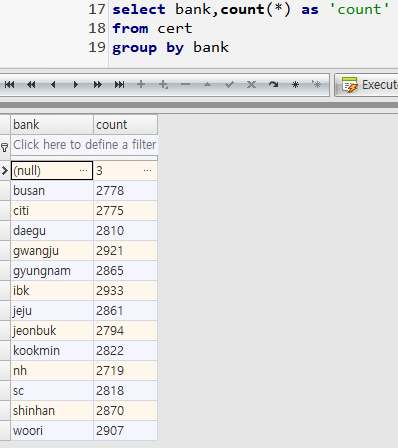 17 select bank,count(*) as 'count'
18 from cert
19 group by bank
Execute
bank count
Click here to define a filter
(null) ... 3 ...
busan 2778
citi 2775
daegu 2810
gwangju 2921
gyungnam 2865
ibk 2933
jeju 2861
jeonbuk 2794
kookmin 2822
nh 2719
sc 2818
shinhan 2870
woori 2907